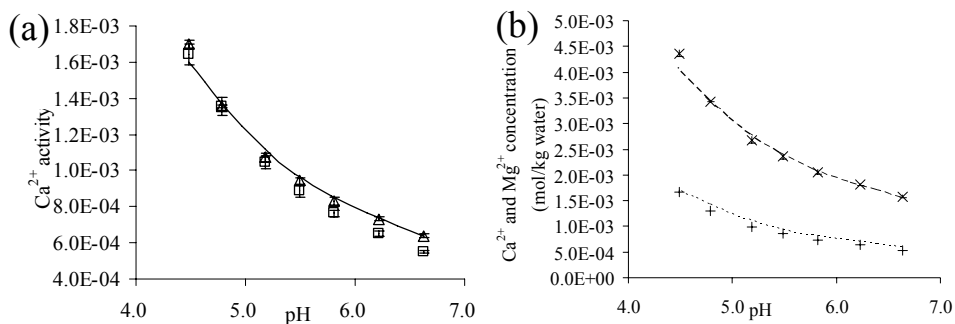 (a)
Ca²⁺ activity
1.8E-03
1.6E-03
1.4E-03
1.2E-03
1.0E-03
8.0E-04
6.0E-04
4.0E-04
4.0 5.0 6.0 7.0
pH
(b)
Ca²⁺ and Mg²⁺ concentration
(mol/kg water)
5.0E-03
4.5E-03
4.0E-03
3.5E-03
3.0E-03
2.5E-03
2.0E-03
1.5E-03
1.0E-03
5.0E-04
0.0E+00
4.0 5.0 6.0 7.0
pH